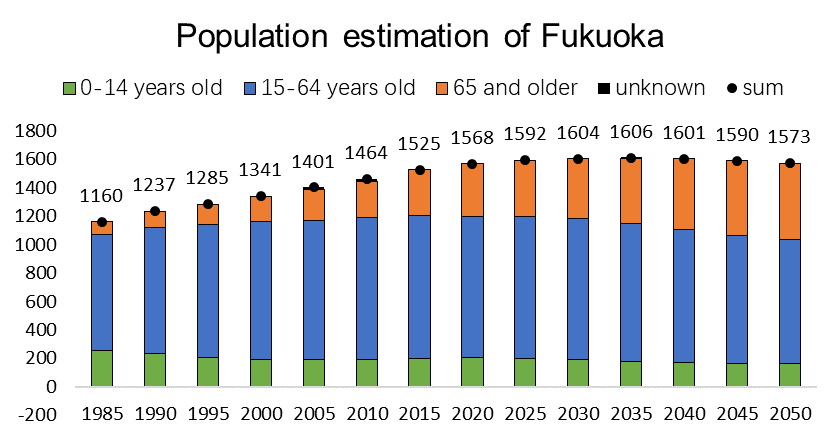 Population estimation of Fukuoka
0-14 years old 15-64 years old 65 and older unknown sum
1800
1600
1400
1200
1000
800
600
400
200
0
-200
1160 1237 1285 1341 1401 1464 1525 1568 1592 1604 1606 1601 1590 1573
1985 1990 1995 2000 2005 2010 2015 2020 2025 2030 2035 2040 2045 2050